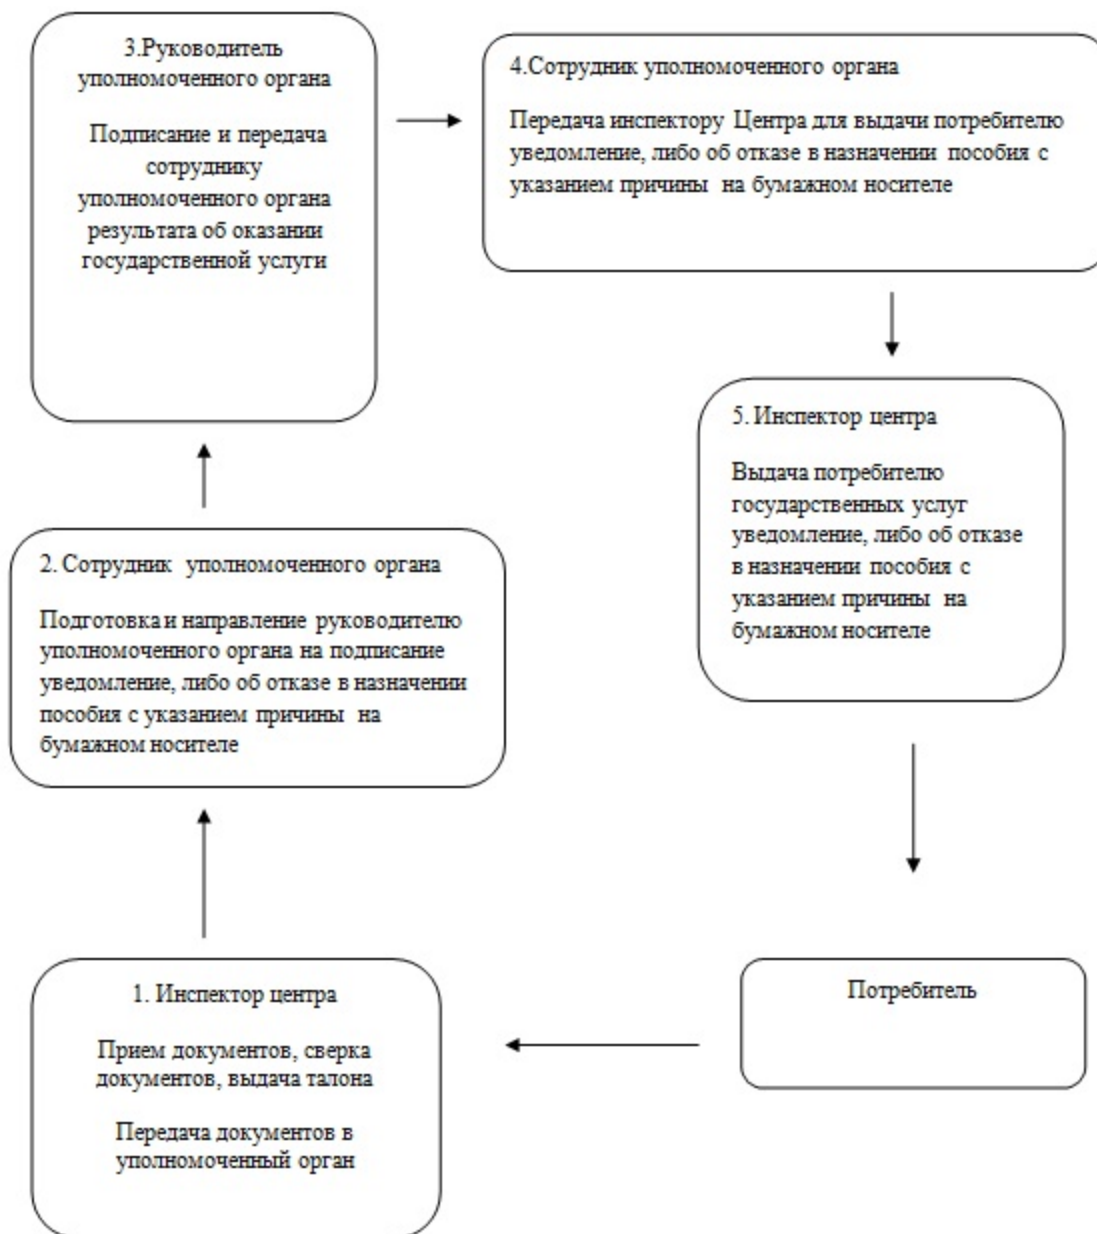 3.Руководитель
уполномоченного органа
Подписание и передача
сотруднику
уполномоченного органа
результата об оказании
государственной услуги
4.Сотрудник уполномоченного органа
Передача инспектору Центра для выдачи потребителю
уведомление, либо об отказе в назначении пособия с
указанием причины на бумажном носителе
5. Инспектор центра
Выдача потребителю
государственных услуг
уведомление, либо об отказе
в назначении пособия с
указанием причины на
бумажном носителе
2. Сотрудник уполномоченного органа
Подготовка и направление руководителю
уполномоченного органа на подписание
уведомление, либо об отказе в назначении
пособия с указанием причины на
бумажном носителе
1. Инспектор центра
Прием документов, сверка
документов, выдача талона
Передача документов в
уполномоченный орган
Потребитель